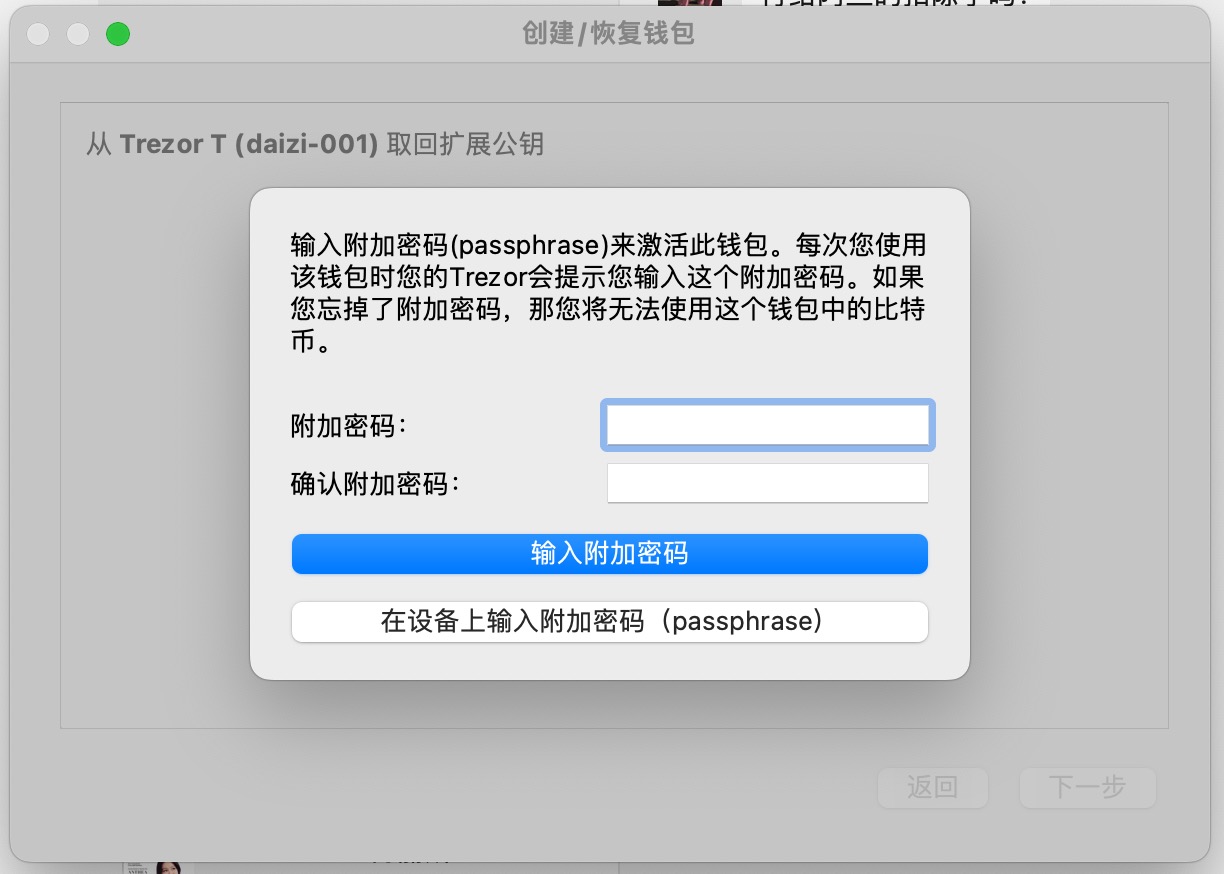 创建/恢复钱包
从 Trezor T (daizi-001) 取回扩展公钥
输入附加密码(passphrase)来激活此钱包。每次您使用
该钱包时您的Trezor会提示您输入这个附加密码。如果
您忘掉了附加密码，那您将无法使用这个钱包中的比特
币。
附加密码：
确认附加密码：
输入附加密码
在设备上输入附加密码（passphrase）
返回
下一步